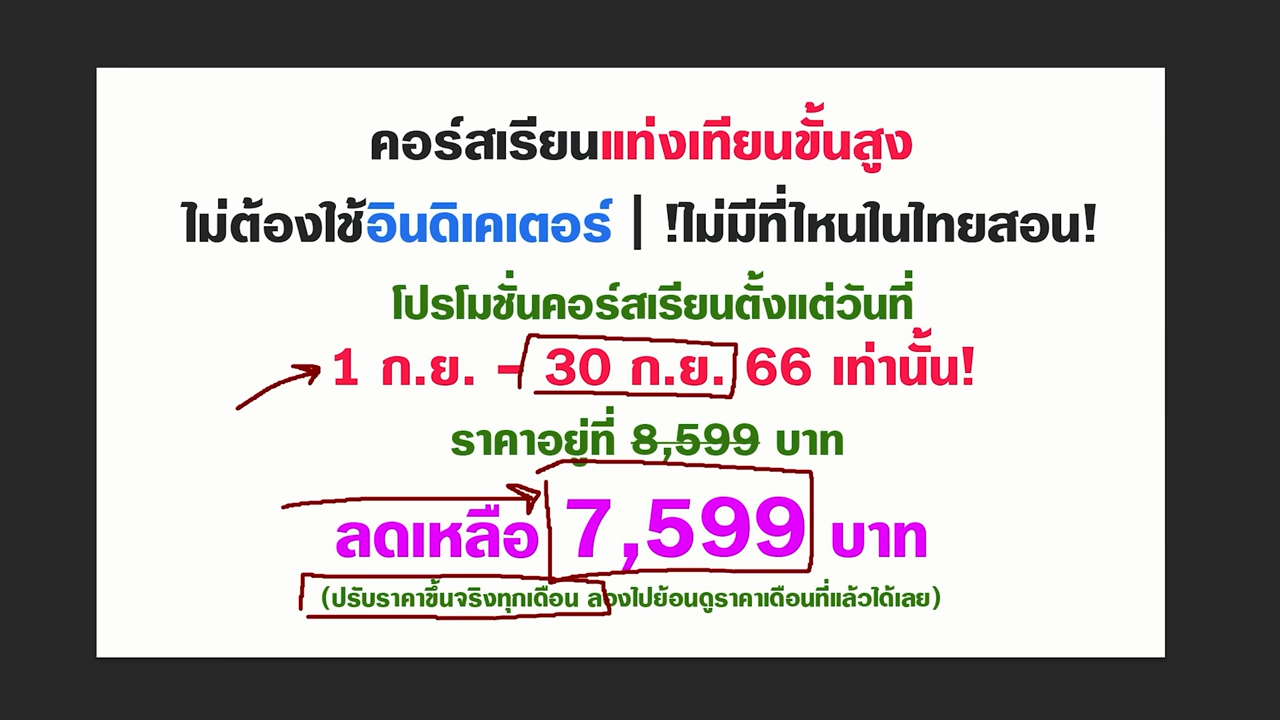 คอร์สเรียนแท่งเทียนขั้นสูง
ไม่ต้องใช้อินดิเคเตอร์ | !ไม่มีที่ไหนในไทยสอน!
โปรโมชั่นคอร์สเรียนตั้งแต่วันที่
1 ก.ย. - 30 ก.ย. 66 เท่านั้น!
ราคาอยู่ที่ 8,599 บาท
ลดเหลือ 7,599 บาท
(ปรับราคาขึ้นจริงทุกเดือน ลองไปย้อนดูราคาเดือนที่แล้วได้เลย)